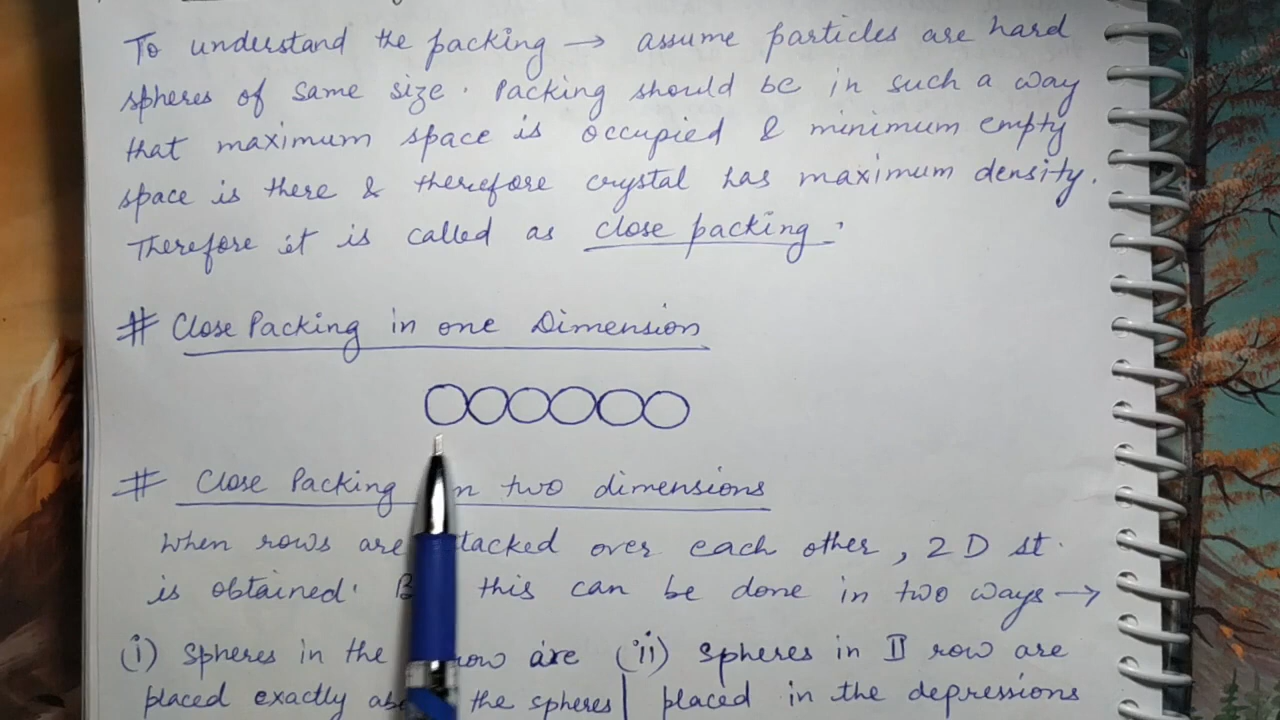 To understand the packing → assume particles are hard
spheres of same size. Packing should be in such a way
that maximum space is occupied & minimum empty
space is there & therefore crystal has maximum density.
Therefore it is called as close packing.
# Close Packing in one Dimension
# Close Packing in two dimensions
When rows are stacked over each other, 2D st.
is obtained. this can be done in two ways →
(i) Spheres in the row are
placed exactly the spheres
(ii) Spheres in II row are
placed in the depressions